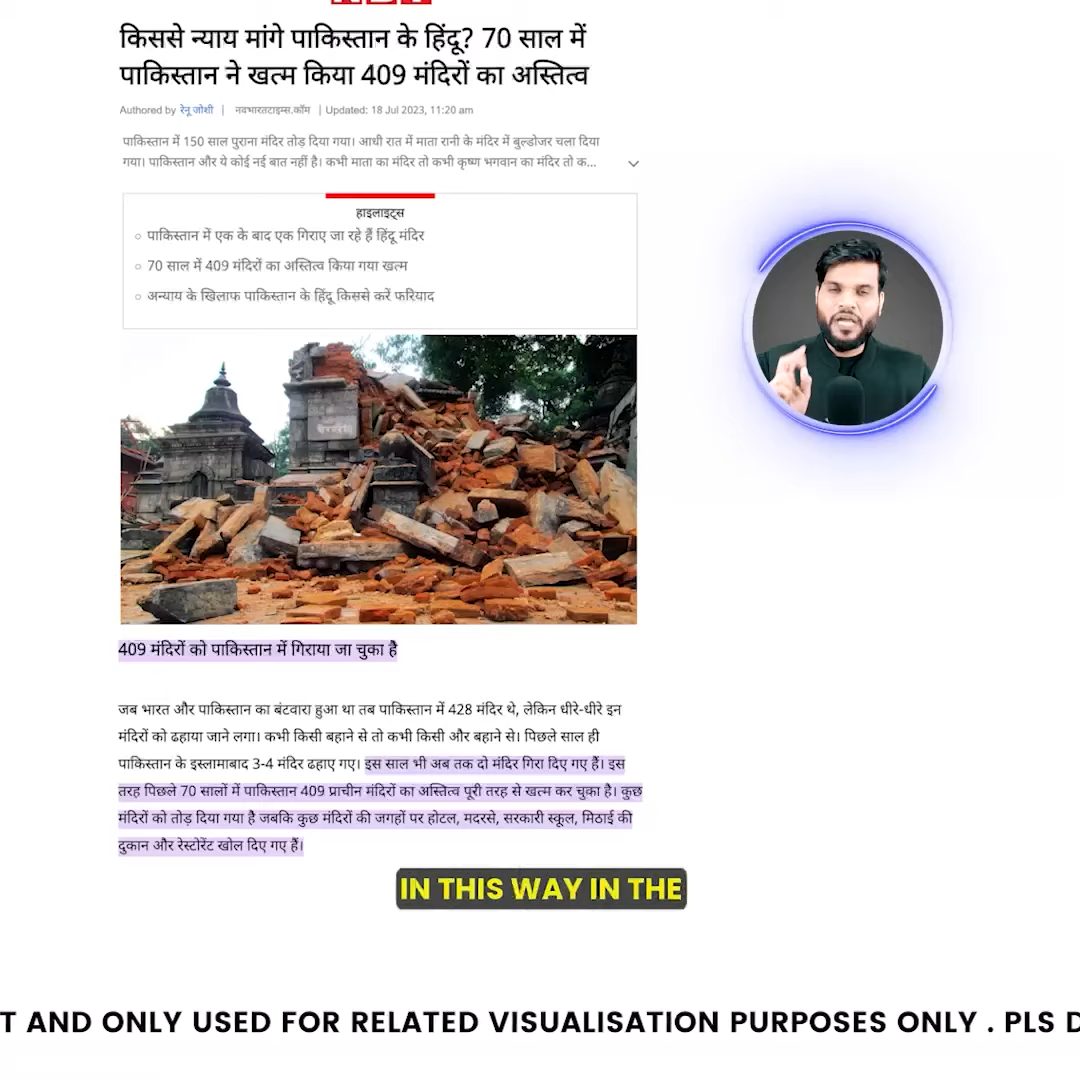 किससे न्याय मांगे पाकिस्तान के हिंदू? 70 साल में
पाकिस्तान ने खत्म किया 409 मंदिरों का अस्तित्व
Authored by रेनू जोशी | नवभारतटाइम्स.कॉम | Updated: 18 Jul 2023, 11:20 am
पाकिस्तान में 150 साल पुराना मंदिर तोड़ दिया गया। आधी रात में माता रानी के मंदिर में बुल्डोजर चला दिया
गया। पाकिस्तान और ये कोई नई बात नहीं है। कभी माता का मंदिर तो कभी कृष्ण भगवान का मंदिर तो क...
हाइलाइट्स
पाकिस्तान में एक के बाद एक गिराए जा रहे हैं हिंदू मंदिर
70 साल में 409 मंदिरों का अस्तित्व किया गया खत्म
अन्याय के खिलाफ पाकिस्तान के हिंदू किससे करें फरियाद
409 मंदिरों को पाकिस्तान में गिराया जा चुका है
जब भारत और पाकिस्तान का बंटवारा हुआ था तब पाकिस्तान में 428 मंदिर थे, लेकिन धीरे-धीरे इन
मंदिरों को ढहाया जाने लगा। कभी किसी बहाने से तो कभी किसी और बहाने से। पिछले साल ही
पाकिस्तान के इस्लामाबाद 3-4 मंदिर ढहाए गए। इस साल भी अब तक दो मंदिर गिरा दिए गए हैं। इस
तरह पिछले 70 सालों में पाकिस्तान 409 प्राचीन मंदिरों का अस्तित्व पूरी तरह से खत्म कर चुका है। कुछ
मंदिरों को तोड़ दिया गया है जबकि कुछ मंदिरों की जगहों पर होटल, मदरसे, सरकारी स्कूल, मिठाई की
दुकान और रेस्टोरेंट खोल दिए गए हैं।
IN THIS WAY IN THE
T AND ONLY USED FOR RELATED VISUALISATION PURPOSES ONLY . PLS D